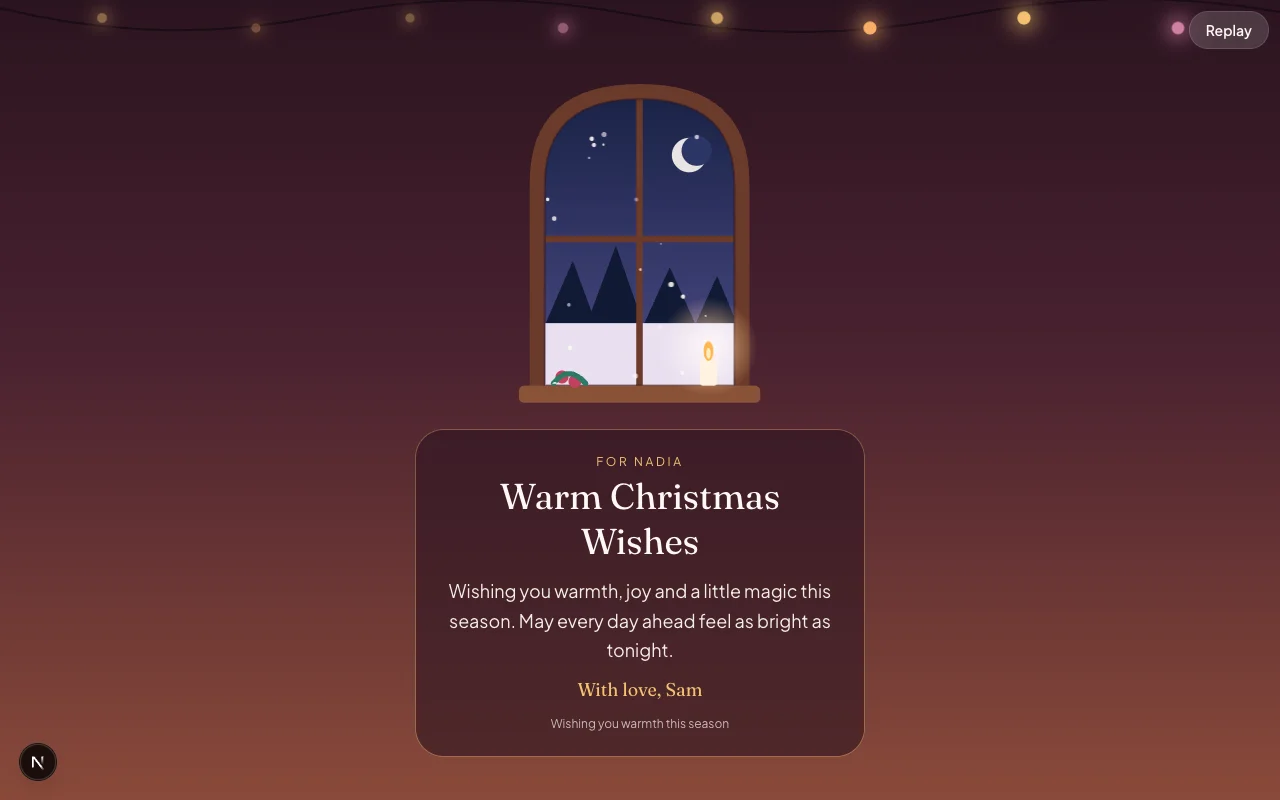 Replay
FOR NADIA
Warm Christmas
Wishes
Wishing you warmth, joy and a little magic this
season. May every day ahead feel as bright as
tonight.
With love, Sam
Wishing you warmth this season
N